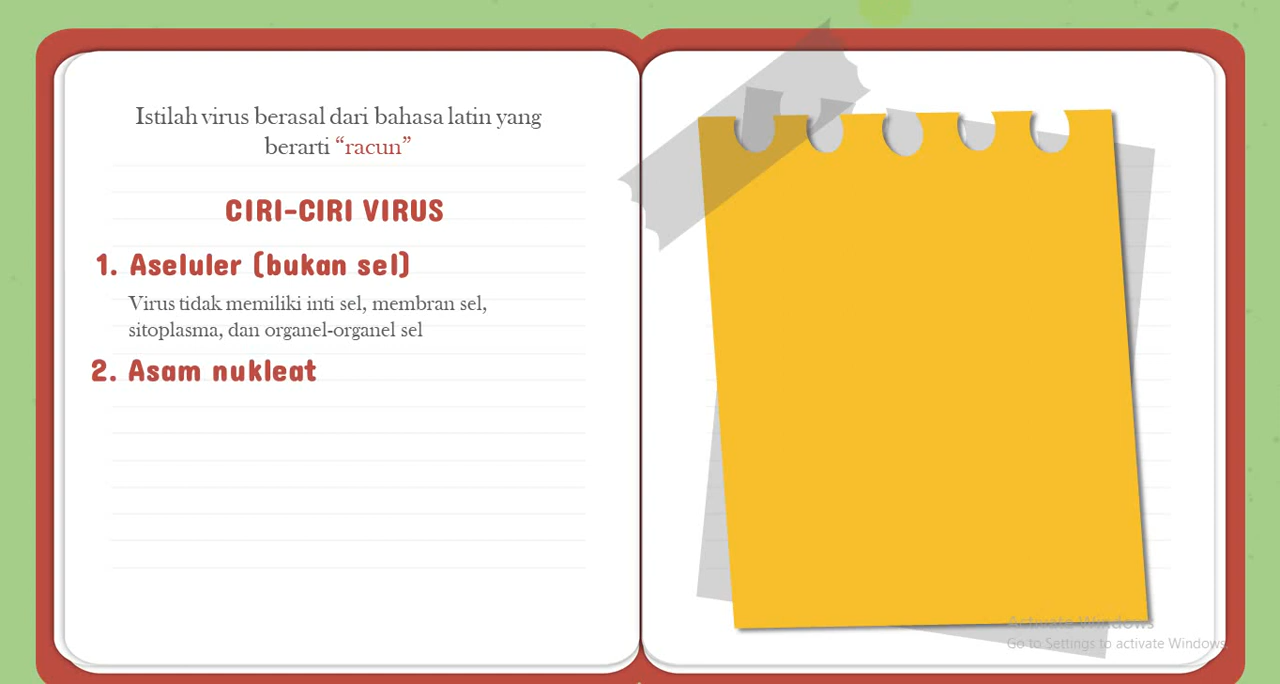 Istilah virus berasal dari bahasa latin yang
berarti “racun”
CIRI-CIRI VIRUS
1. Aseluler (bukan sel)
Virus tidak memiliki inti sel, membran sel,
sitoplasma, dan organel-organel sel
2. Asam nukleat
Activate Windows
Go to Settings to activate Windows.